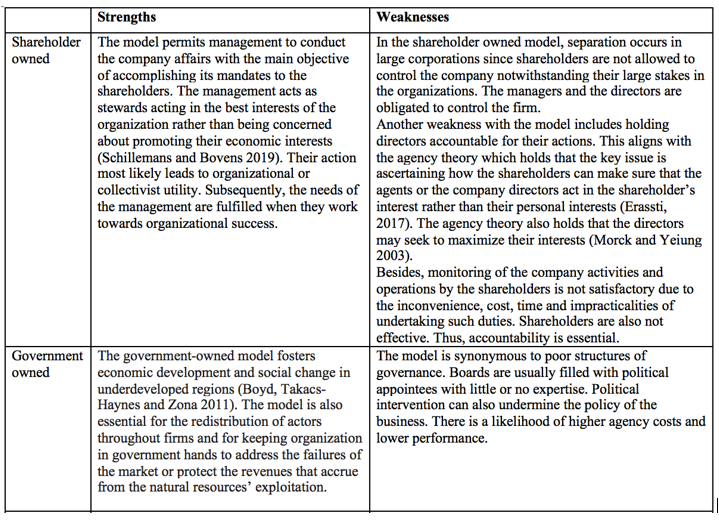 Strengths
Weaknesses
Shareholder
owned
The model permits management to conduct
the company affairs with the main objective
of accomplishing its mandates to the
shareholders. The management acts as
stewards acting in the best interests of the
organization rather than being concerned
about promoting their economic interests
(Schillemans and Bovens 2019). Their action
most likely leads to organizational or
collectivist utility. Subsequently, the needs of
the management are fulfilled when they work
towards organizational success.
In the shareholder owned model, separation occurs in
large corporations since shareholders are not allowed to
control the company notwithstanding their large stakes in
the organizations. The managers and the directors are
obligated to control the firm.
Another weakness with the model includes holding
directors accountable for their actions. This aligns with
the agency theory which holds that the key issue is
ascertaining how the shareholders can make sure that the
agents or the company directors act in the shareholder’s
interest rather than their personal interests (Erassti,
2017). The agency theory also holds that the directors
may seek to maximize their interests (Morck and Yeiung
2003).
Besides, monitoring of the company activities and
operations by the shareholders is not satisfactory due to
the inconvenience, cost, time and impracticalities of
undertaking such duties. Shareholders are also not
effective. Thus, accountability is essential.
Government
owned
The government-owned model fosters
economic development and social change in
underdeveloped regions (Boyd, Takacs-
Haynes and Zona 2011). The model is also
essential for the redistribution of actors
throughout firms and for keeping organization
in government hands to address the failures of
the market or protect the revenues that accrue
from the natural resources’ exploitation.
The model is synonymous to poor structures of
governance. Boards are usually filled with political
appointees with little or no expertise. Political
intervention can also undermine the policy of the
business. There is a likelihood of higher agency costs and
lower performance.